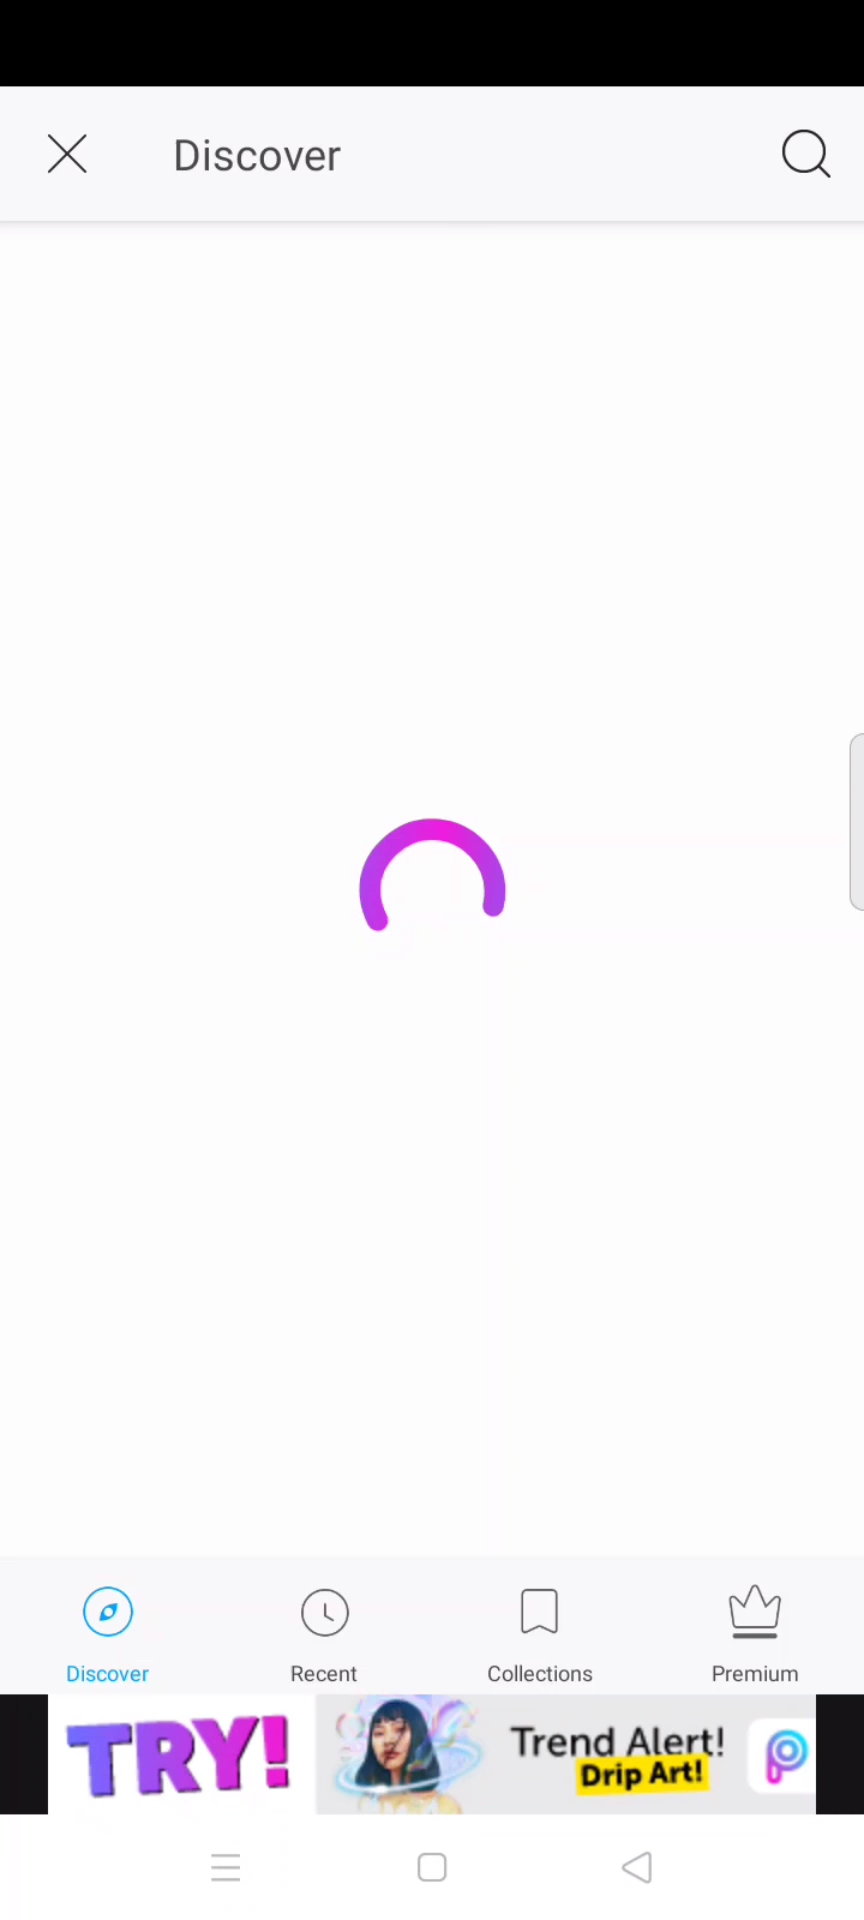 Discover
Discover
Recent
Collections
Premium
TRY!
Trend Alert!
Drip Art!